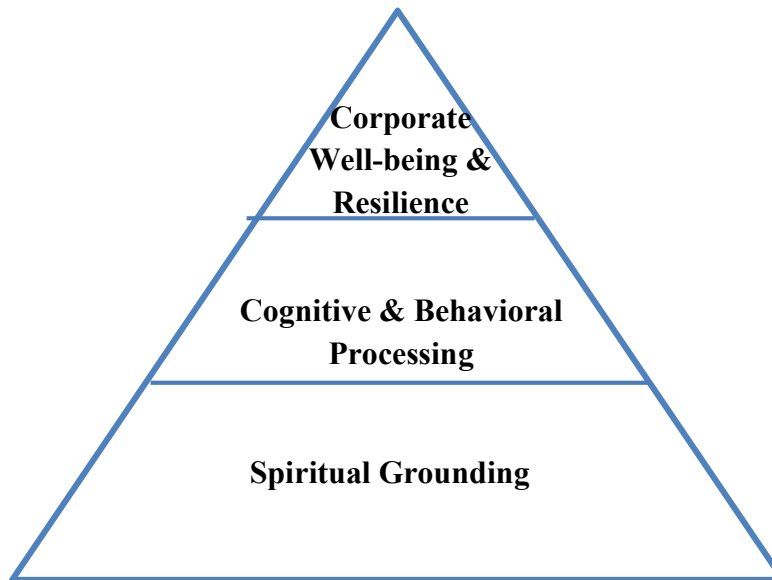 Corporate
Well-being &
Resilience
Cognitive & Behavioral
Processing
Spiritual Grounding